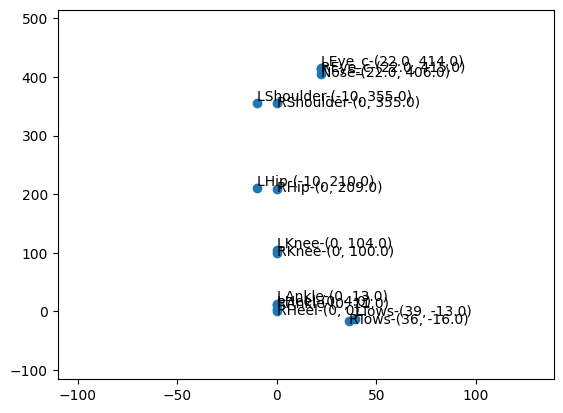 500
400
300
200
100
0
−100
−100
−50
0
50
100
LEye_c-(22.0, 414.0)
Nose-(22.0, 406.0)
LShoulder-(-10, 355.0)
RShoulder-(0, 355.0)
LHip-(-10, 210.0)
RHip-(0, 209.0)
LKnee-(0, 104.0)
RKnee-(0, 100.0)
LAnkle-(0, 13.0)
RHeel-(0, 0)
LTows-(39, -13.0)
RTows-(36, -16.0)